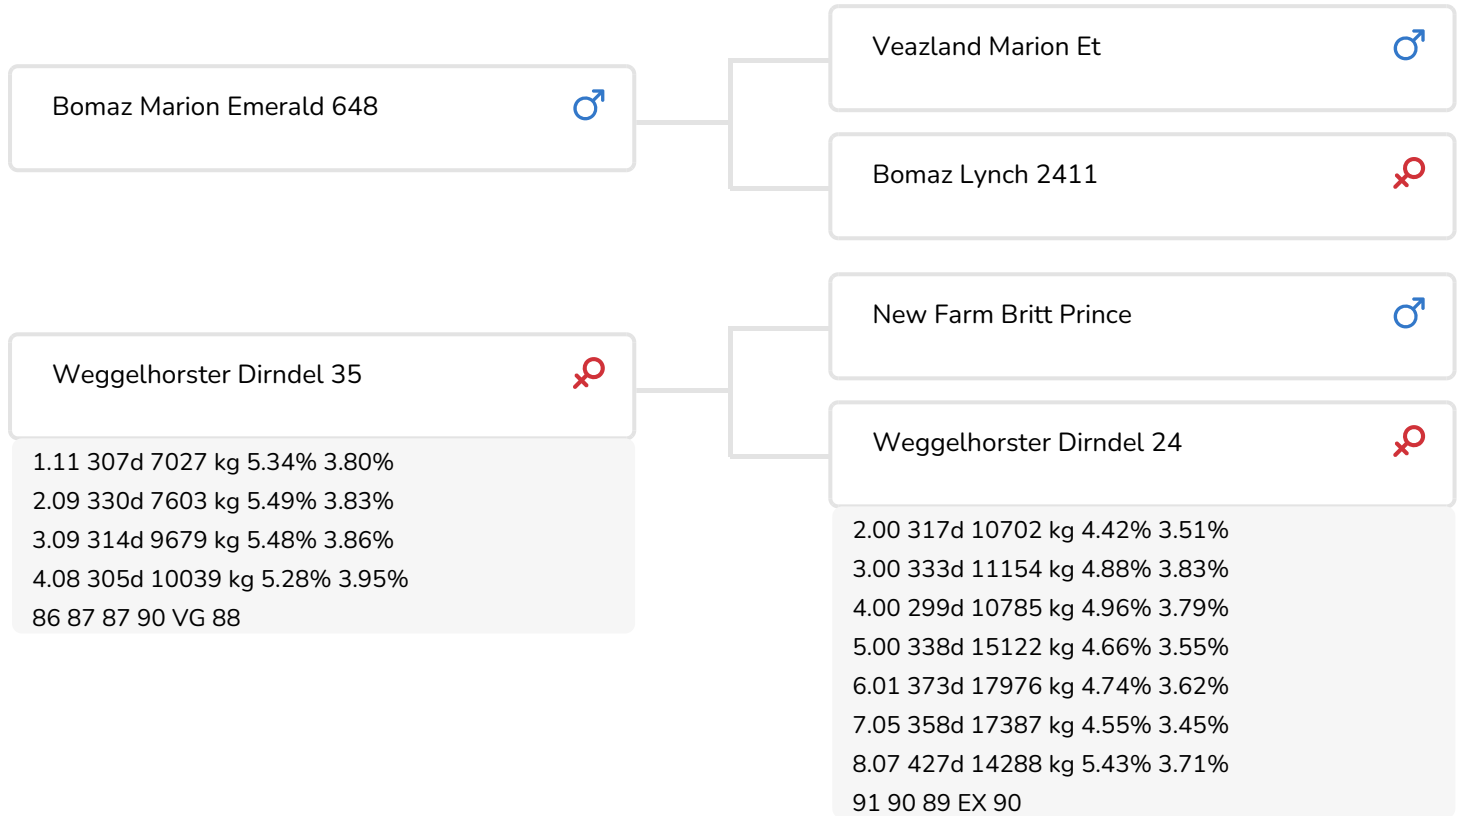 Bomaz Marion Emerald 648
Weggelhorster Dirndel 35
1.11 307d 7027 kg 5.34% 3.80%
2.09 330d 7603 kg 5.49% 3.83%
3.09 314d 9679 kg 5.48% 3.86%
4.08 305d 10039 kg 5.28% 3.95%
86 87 87 90 VG 88
Veazland Marion Et
Bomaz Lynch 2411
New Farm Britt Prince
Weggelhorster Dirndel 24
2.00 317d 10702 kg 4.42% 3.51%
3.00 333d 11154 kg 4.88% 3.83%
4.00 299d 10785 kg 4.96% 3.79%
5.00 338d 15122 kg 4.66% 3.55%
6.01 373d 17976 kg 4.74% 3.62%
7.05 358d 17387 kg 4.55% 3.45%
8.07 427d 14288 kg 5.43% 3.71%
91 90 89 EX 90